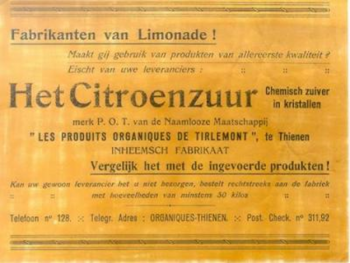 Fabrikanten van Limonade !
Maakt gij gebruik van produkten van allereerste kwaliteit ?
Eischt van uwe leveranciers :
Het Citroenzuur Chemisch zuiver in kristallen
merk P. O. T. van de Naamlooze Maatschappij
"LES PRODUITS ORGANIQUES DE TIRLEMONT", te Thienen
INHEEMSCH FABRIKAAT
Vergelijk het met de ingevoerde produkten !
Kan uw gewoon leverancier het u niet bezorgen, bestelt rechtstreeks aan de fabriek
met hoeveelheden van minstens 50 kilos
Telefoon nº 128. :- Telegr. Adres : ORGANIQUES-THIENEN. :- Post. Check. nº 311,92